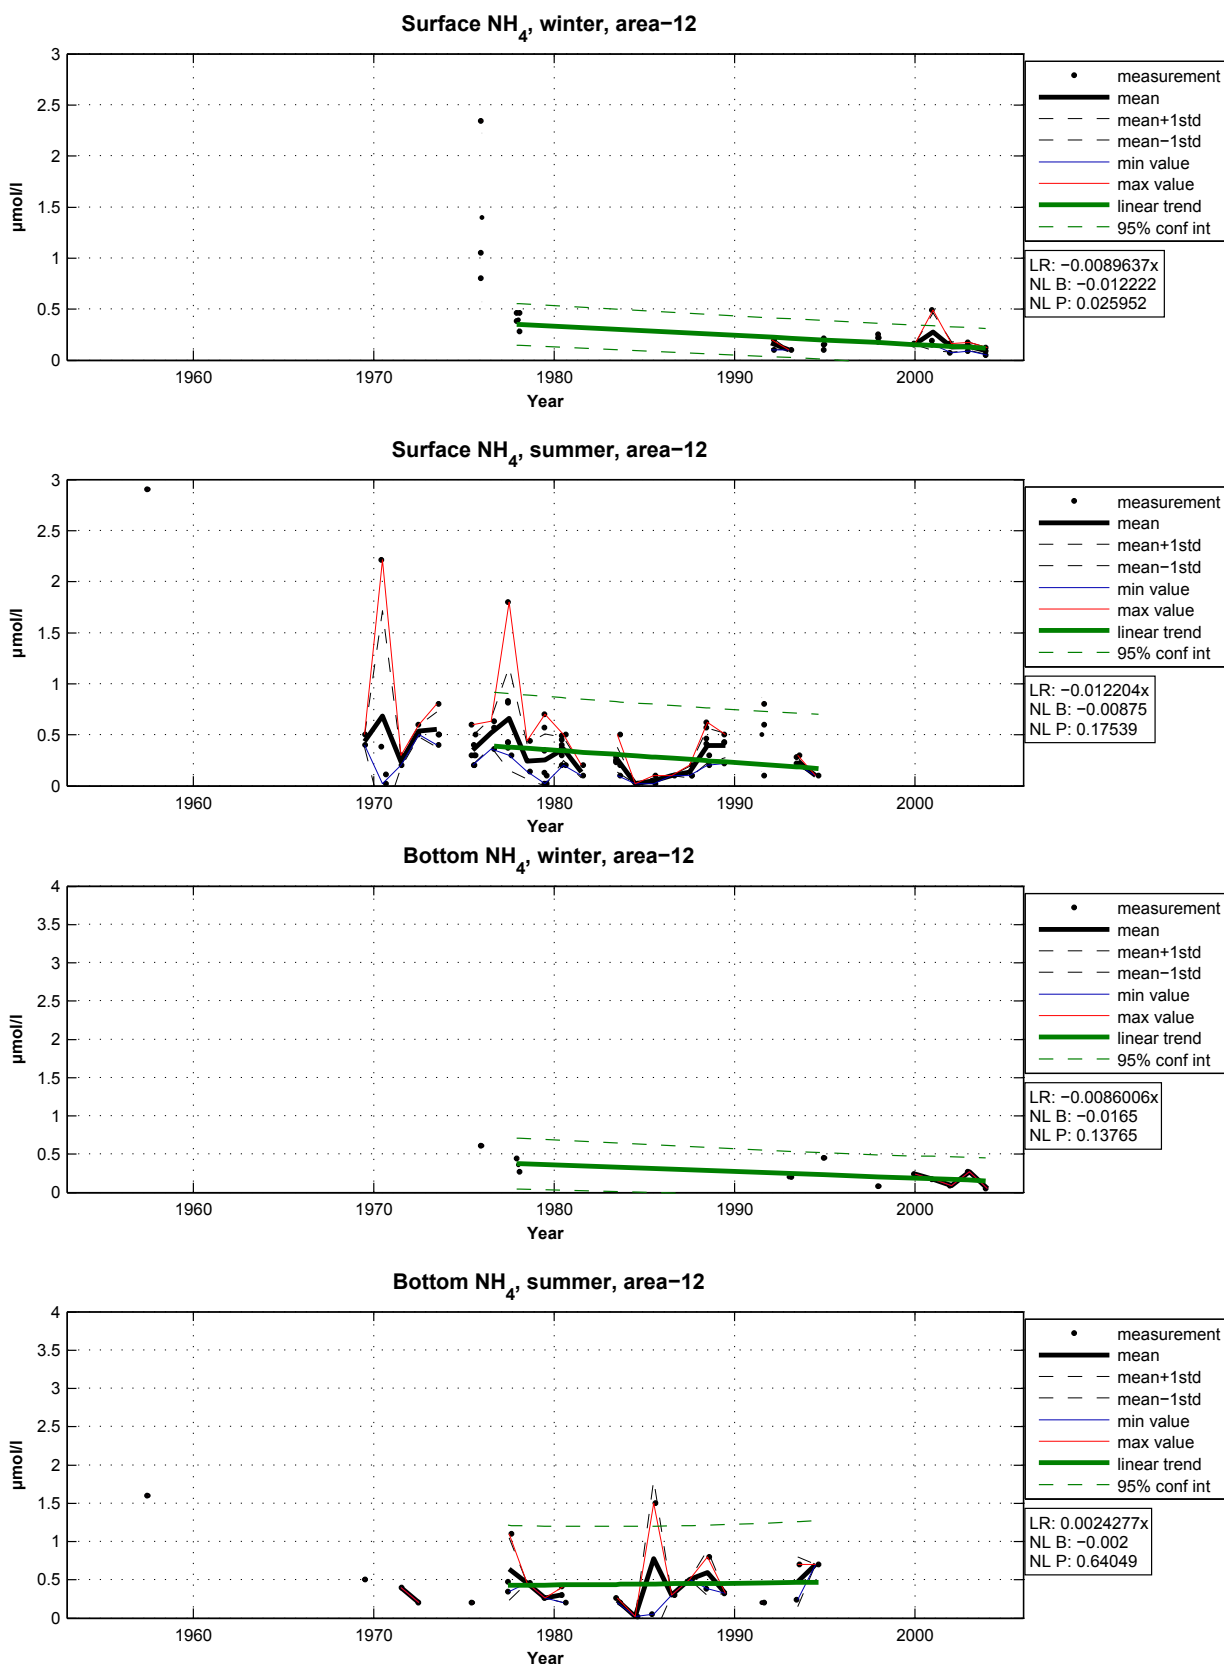 Surface NH4, winter, area−12
3
2.5
2
1.5
1
0.5
0
µmol/l
1960 1970 1980 1990 2000
Year
measurement
mean
mean+1std
mean−1std
min value
max value
linear trend
95% conf int
LR: −0.0089637x
NL B: −0.012222
NL P: 0.025952
Surface NH4, summer, area−12
3
2.5
2
1.5
1
0.5
0
µmol/l
1960 1970 1980 1990 2000
Year
measurement
mean
mean+1std
mean−1std
min value
max value
linear trend
95% conf int
LR: −0.012204x
NL B: −0.00875
NL P: 0.17539
Bottom NH4, winter, area−12
4
3.5
3
2.5
2
1.5
1
0.5
0
µmol/l
1960 1970 1980 1990 2000
Year
measurement
mean
mean+1std
mean−1std
min value
max value
linear trend
95% conf int
LR: −0.0086006x
NL B: −0.0165
NL P: 0.13765
Bottom NH4, summer, area−12
4
3.5
3
2.5
2
1.5
1
0.5
0
µmol/l
1960 1970 1980 1990 2000
Year
measurement
mean
mean+1std
mean−1std
min value
max value
linear trend
95% conf int
LR: 0.0024277x
NL B: −0.002
NL P: 0.64049